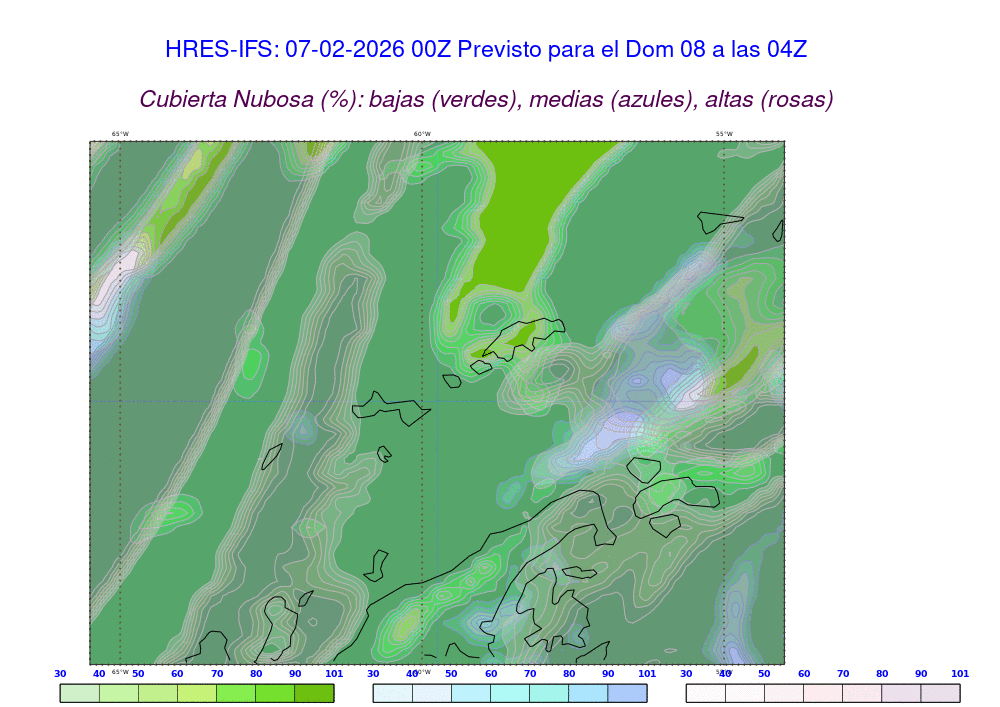 HRES-IFS: 07-02-2026 00Z Previsto para el Dom 08 a las 04Z
Cubierta Nubosa (%): bajas (verdes), medias (azules), altas (rosas)
65°W 60°W 55°W
30 40 50 60 70 80 90 101 30 40 50 60 70 80 90 101 30 40 50 60 70 80 90 101
65°W